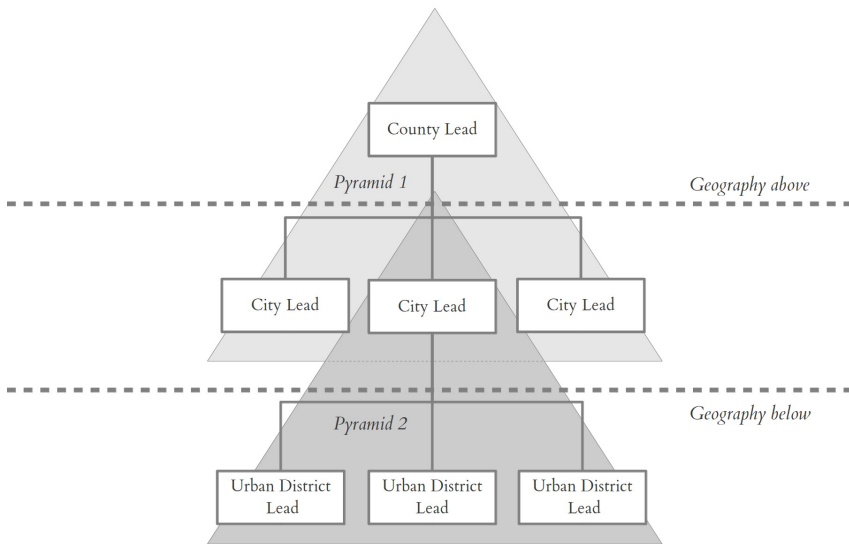 County Lead
Pyramid 1
Geography above
City Lead
City Lead
City Lead
Geography below
Pyramid 2
Urban District
Lead
Urban District
Lead
Urban District
Lead